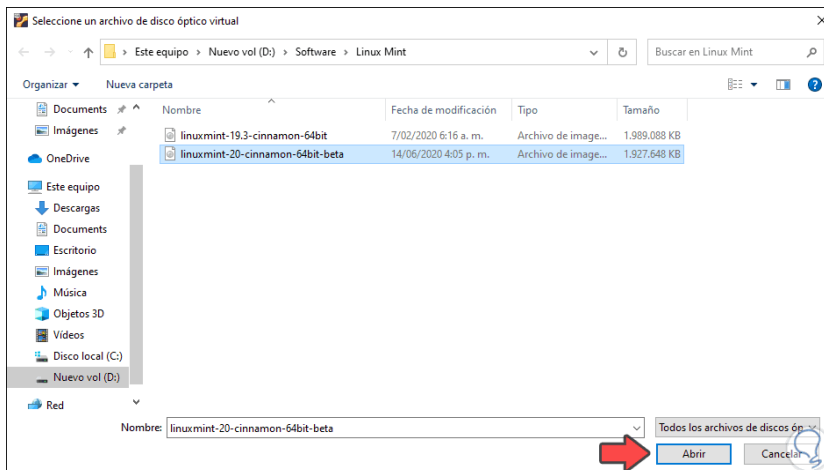 Seleccione un archivo de disco óptico virtual
Este equipo > Nuevo vol (D:) > Software > Linux Mint
Buscar en Linux Mint
Organizar
Nueva carpeta
Documents
Imágenes
OneDrive
Este equipo
Descargas
Documents
Escritorio
Imágenes
Música
Objetos 3D
Vídeos
Disco local (C:)
Nuevo vol (D:)
Red
Nombre Fecha de modificación Tipo Tamaño
linuxmint-19.3-cinnamon-64bit 7/02/2020 6:16 a. m. Archivo de image... 1.989.088 KB
linuxmint-20-cinnamon-64bit-beta 14/06/2020 4:05 p. m. Archivo de image... 1.927.648 KB
Nombre: linuxmint-20-cinnamon-64bit-beta
Todos los archivos de discos óp
Abrir
Cancelar